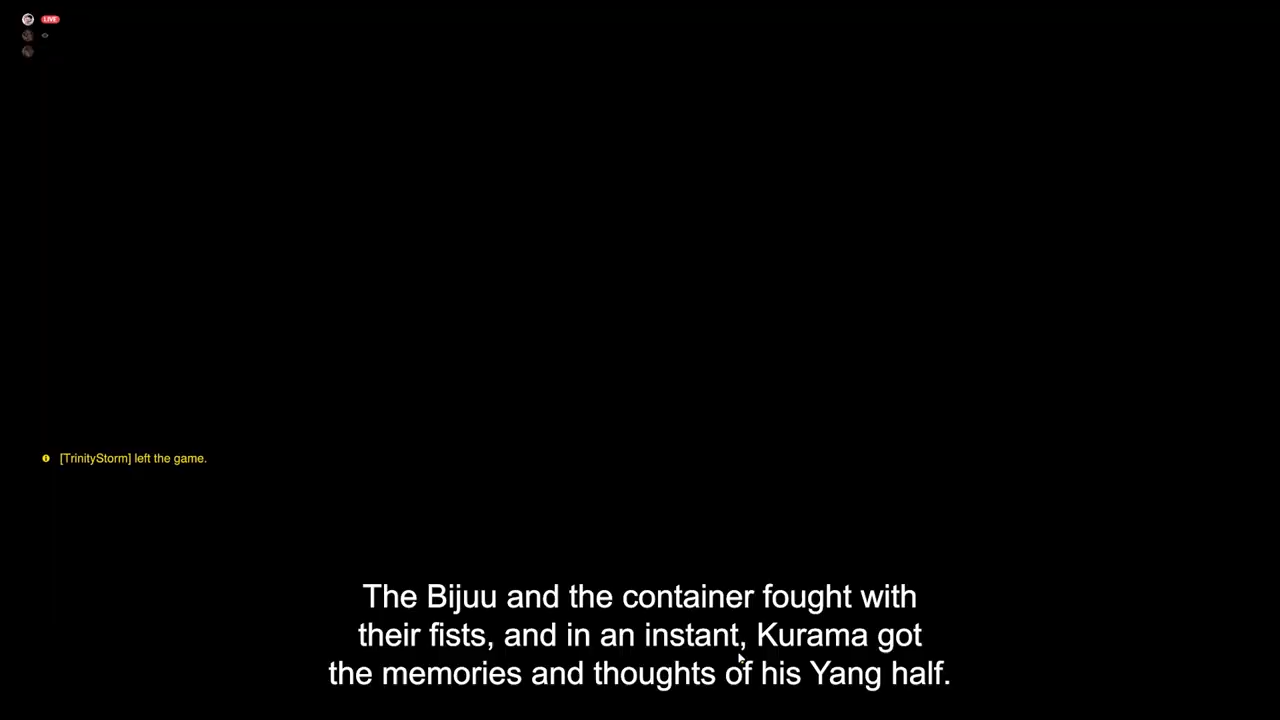 LIVE
[TrinityStorm] left the game.
The Bijuu and the container fought with
their fists, and in an instant, Kurama got
the memories and thoughts of his Yang half.